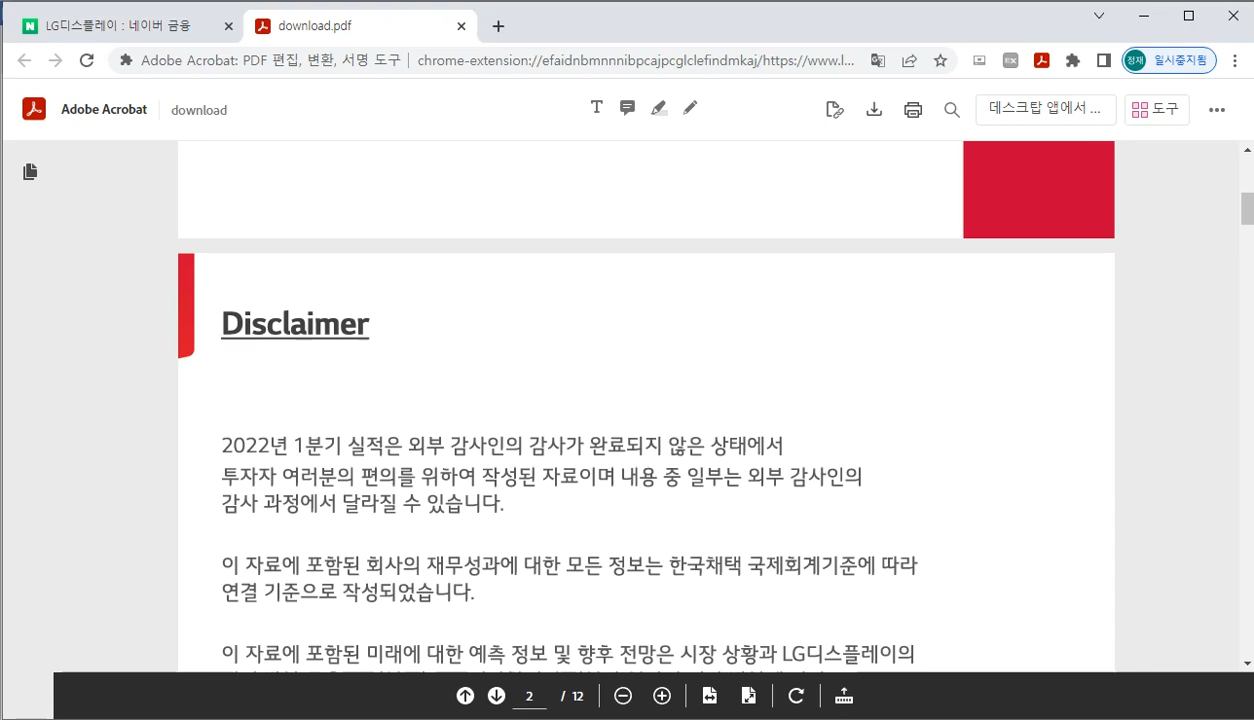 LG디스플레이 : 네이버 금융
download.pdf
Adobe Acrobat: PDF 편집, 변환, 서명 도구 | chrome-extension://efaidnbmnnnibpcajpcglclefindmkaj/https://www.l...
정재 일시중지됨
Adobe Acrobat download
데스크탑 앱에서 ...
도구
Disclaimer
2022년 1분기 실적은 외부 감사인의 감사가 완료되지 않은 상태에서
투자자 여러분의 편의를 위하여 작성된 자료이며 내용 중 일부는 외부 감사인의
감사 과정에서 달라질 수 있습니다.
이 자료에 포함된 회사의 재무성과에 대한 모든 정보는 한국채택 국제회계기준에 따라
연결 기준으로 작성되었습니다.
이 자료에 포함된 미래에 대한 예측 정보 및 향후 전망은 시장 상황과 LG디스플레이의
2 / 12